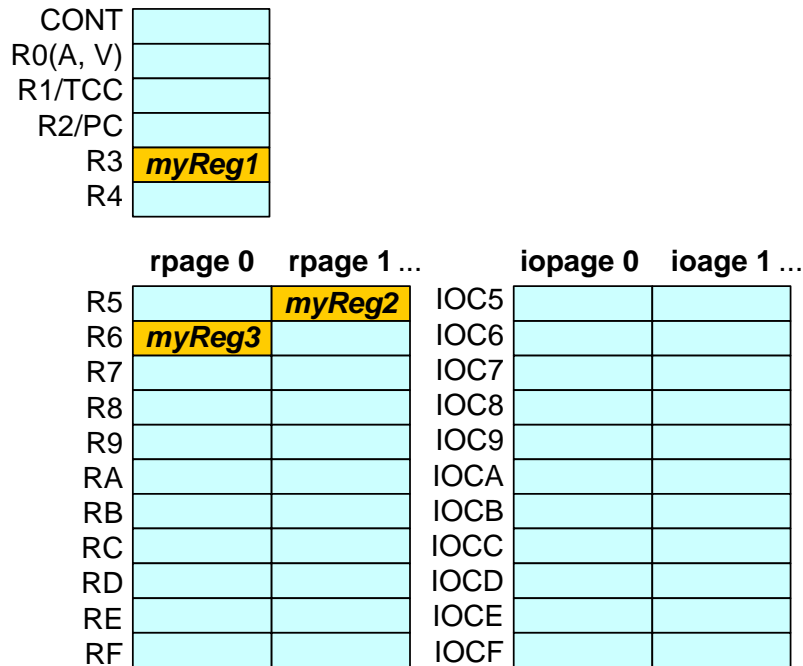 CONT
R0(A, V)
R1/TCC
R2/PC
R3 myReg1
R4
rpage 0 rpage 1 ... iopage 0 ioage 1 ...
R5 myReg2 IOC5
R6 myReg3 IOC6
R7 IOC7
R8 IOC8
R9 IOC9
RA IOCA
RB IOCB
RC IOCC
RD IOCD
RE IOCE
RF IOCF